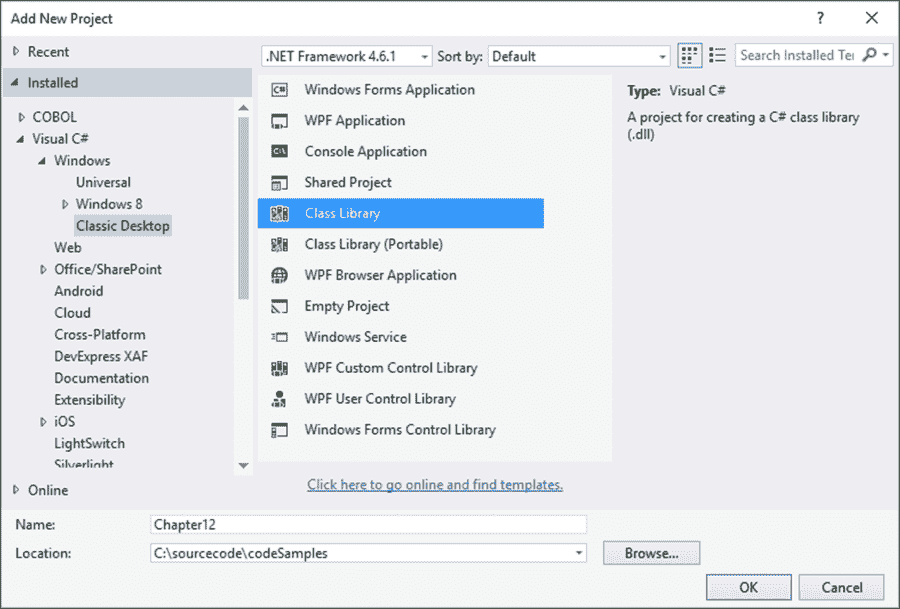 Add New Project
?
Recent
.NET Framework 4.6.1
Sort by:
Default
Search Installed Te
Installed
COBOL
Visual C#
Windows
Universal
Windows 8
Classic Desktop
Web
Office/SharePoint
Android
Cloud
Cross-Platform
DevExpress XAF
Documentation
Extensibility
iOS
LightSwitch
Silverlight
Online
C#
Windows Forms Application
WPF Application
C:\
Console Application
Shared Project
Class Library
Class Library (Portable)
WPF Browser Application
Empty Project
Windows Service
WPF Custom Control Library
WPF User Control Library
Windows Forms Control Library
Click here to go online and find templates.
Type: Visual C#
A project for creating a C# class library
(.dll)
Name:
Chapter12
Location:
C:\sourcecode\codeSamples
Browse...
OK
Cancel